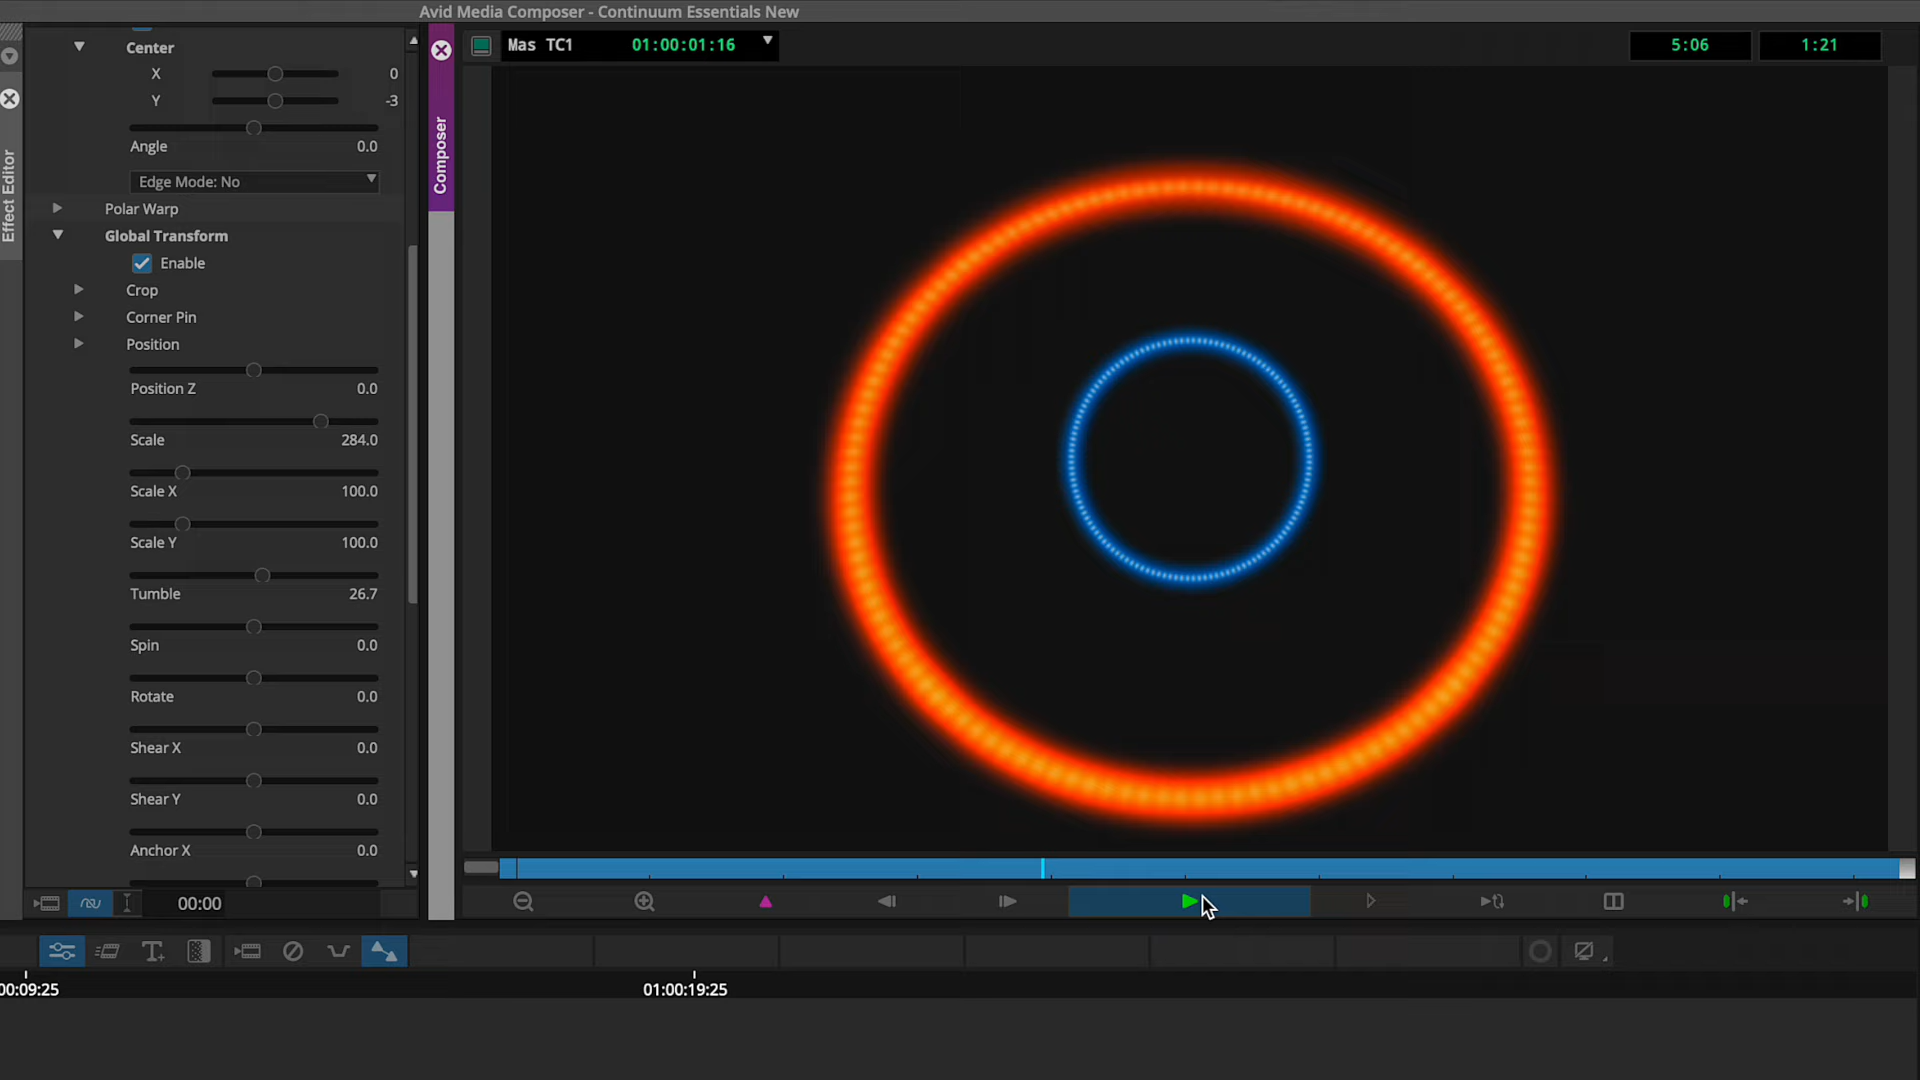 Avid Media Composer - Continuum Essentials New
Center
X 0
Y -3
Angle 0.0
Edge Mode: No
Polar Warp
Global Transform
Enable
Crop
Corner Pin
Position
Position Z 0.0
Scale 284.0
Scale X 100.0
Scale Y 100.0
Tumble 26.7
Spin 0.0
Rotate 0.0
Shear X 0.0
Shear Y 0.0
Anchor X 0.0
00:00
Effect Editor
Composer
Mas TC1 01:00:01:16
5:06 1:21
00:09:25 01:00:19:25